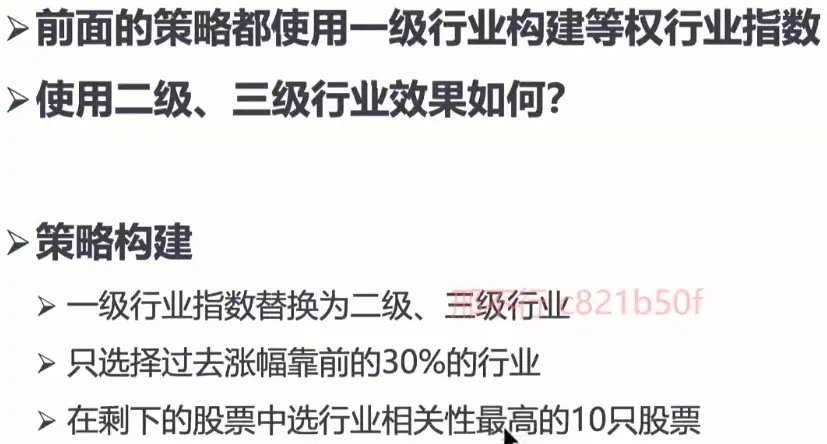 前面的策略都使用一级行业构建等权行业指数
使用二级、三级行业效果如何?
策略构建
一级行业指数替换为二级、三级行业
c821b50f
只选择过去涨幅靠前的30%的行业
在剩下的股票中选行业相关性最高的10只股票